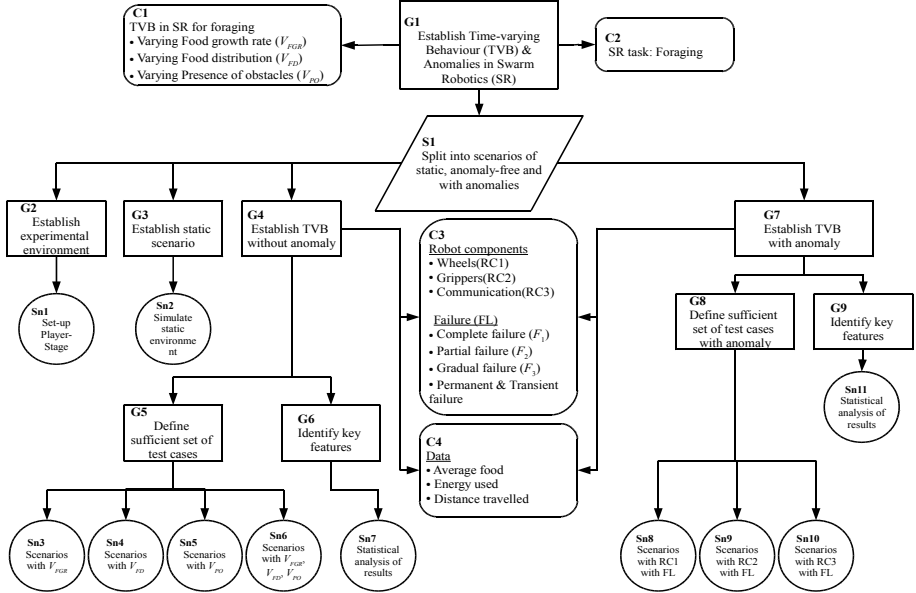 C1
TVB in SR for foraging
• Varying Food growth rate (V_FGR)
• Varying Food distribution (V_FD)
• Varying Presence of obstacles (V_PO)
G1
Establish Time-varying
Behaviour (TVB) &
Anomalies in Swarm
Robotics (SR)
C2
SR task: Foraging
S1
Split into scenarios of
static, anomaly-free and
with anomalies
G2
Establish
experimental
environment
G3
Establish static
scenario
G4
Establish TVB
without anomaly
C3
Robot components
• Wheels(RC1)
• Grippers(RC2)
• Communication(RC3)
Failure (FL)
• Complete failure (F1)
• Partial failure (F2)
• Gradual failure (F3)
• Permanent & Transient
failure
G7
Establish TVB
with anomaly
Sn1
Set-up
Player-
Stage
Sn2
Simulate
static
environme
nt
G8
Define sufficient
set of test cases
with anomaly
G9
Identify key
features
Sn11
Statistical
analysis of
results
G5
Define
sufficient set of
test cases
G6
Identify key
features
C4
Data
• Average food
• Energy used
• Distance travelled
Sn3
Scenarios
with V_FGR
Sn4
Scenarios
with V_FD
Sn5
Scenarios
with V_PO
Sn6
Scenarios
with V_FGR,
V_FD, V_PO
Sn7
Statistical
analysis of
results
Sn8
Scenarios
with RC1
with FL
Sn9
Scenarios
with RC2
with FL
Sn10
Scenarios
with RC3
with FL